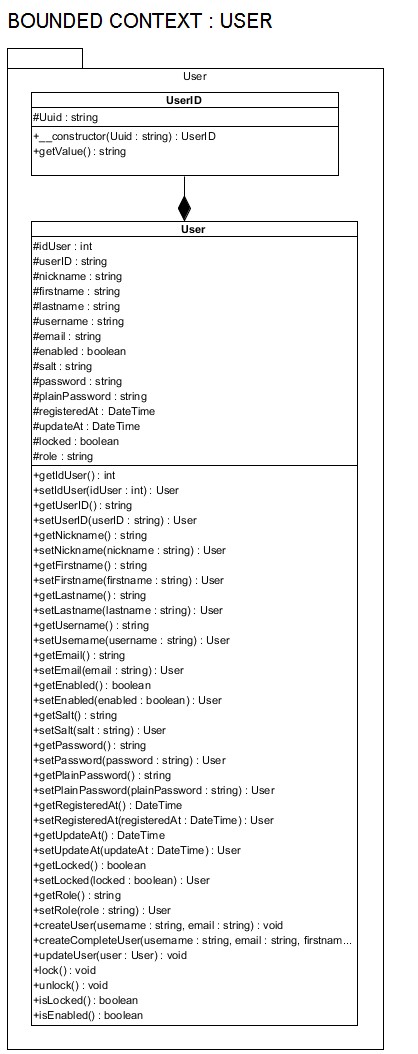 BOUNDED CONTEXT : USER
User
UserID
#Uuid : string
+__constructor(Uuid : string) : UserID
+getValue() : string
User
#idUser : int
#userID : string
#nickname : string
#firstname : string
#lastname : string
#username : string
#email : string
#enabled : boolean
#salt : string
#password : string
#plainPassword : string
#registeredAt : DateTime
#updateAt : DateTime
#locked : boolean
#role : string
+getIdUser() : int
+setIdUser(idUser : int) : User
+getUserID() : string
+setUserID(userID : string) : User
+getNickname() : string
+setNickname(nickname : string) : User
+getFirstname() : string
+setFirstname(firstname : string) : User
+getLastname() : string
+setLastname(lastname : string) : User
+getUsername() : string
+setUsername(username : string) : User
+getEmail() : string
+setEmail(email : string) : User
+getEnabled() : boolean
+setEnabled(enabled : boolean) : User
+getSalt() : string
+setSalt(salt : string) : User
+getPassword() : string
+setPassword(password : string) : User
+getPlainPassword() : string
+setPlainPassword(plainPassword : string) : User
+getRegisteredAt() : DateTime
+setRegisteredAt(registeredAt : DateTime) : User
+getUpdateAt() : DateTime
+setUpdateAt(updateAt : DateTime) : User
+getLocked() : boolean
+setLocked(locked : boolean) : User
+getRole() : string
+setRole(role : string) : User
+createUser(username : string, email : string) : void
+createCompleteUser(username : string, email : string, firstnam...
+updateUser(user : User) : void
+lock() : void
+unlock() : void
+isLocked() : boolean
+isEnabled() : boolean